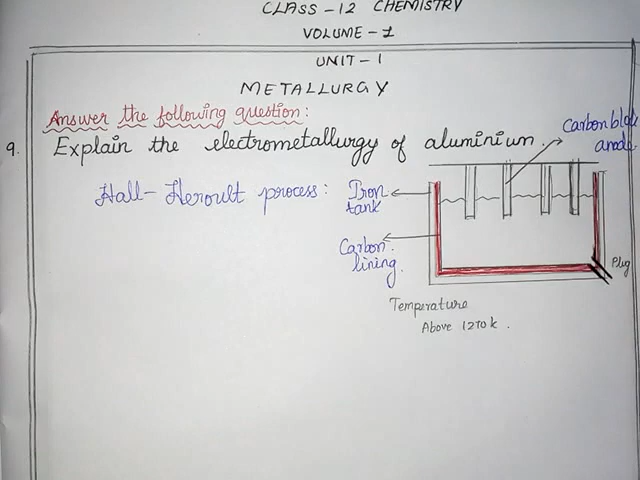 CLASS - 12 CHEMISTRY
VOLUME - 1
UNIT - 1
METALLURGY
Answer the following question:
9. Explain the electrometallurgy of aluminium.
Hall - Heroult process:
Carbon block
anode
Iron
tank
Carbon
lining.
Plug
Temperature
Above 1270 k.